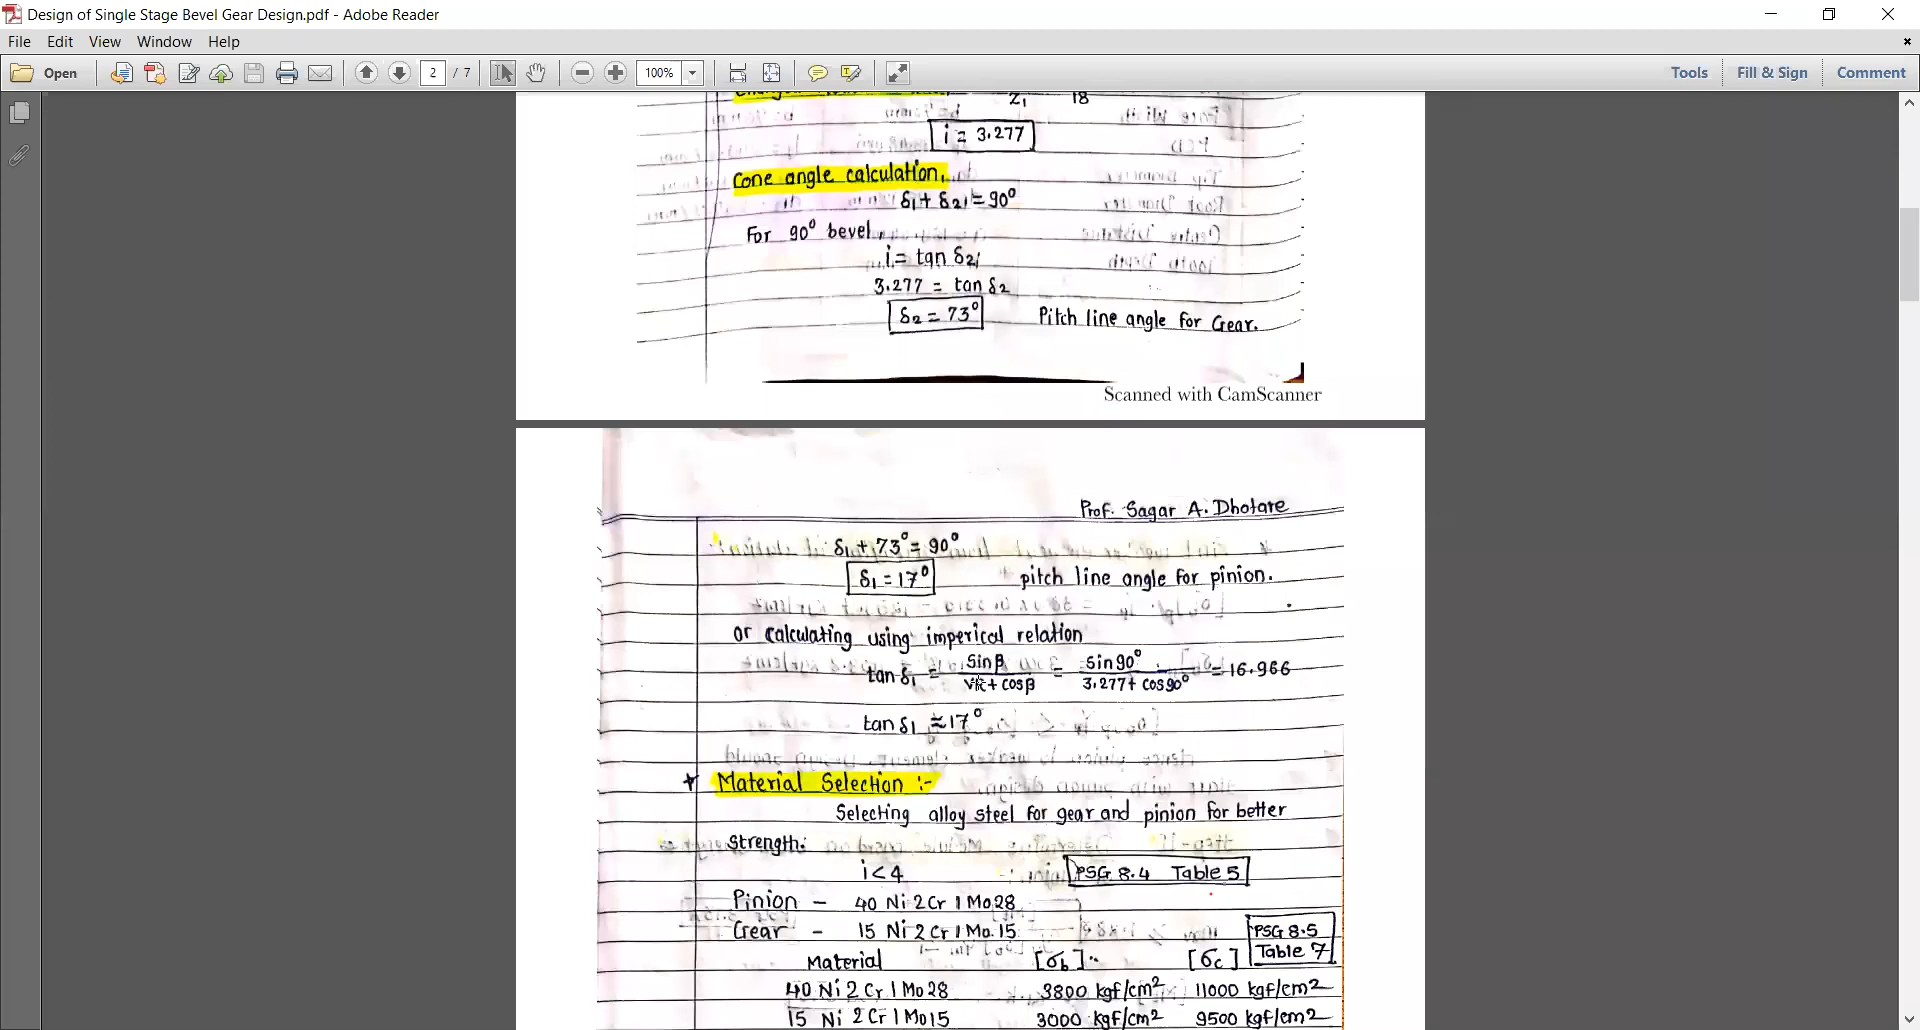 Design of Single Stage Bevel Gear Design.pdf - Adobe Reader
File Edit View Window Help
Open 2 / 7 100% Tools Fill & Sign Comment
Z1 18
i = 3.277
Cone angle calculation,
δ1 + δ2 = 90°
For 90° bevel,
i = tan δ2
3.277 = tan δ2
δ2 = 73° Pitch line angle for Gear.
Scanned with CamScanner
Prof. Sagar A. Dhotare
δ1 + 73° = 90°
δ1 = 17° pitch line angle for pinion.
or calculating using imperical relation
tan δ1 = sinβ / + cosβ = sin90° / 3.277+ cos90° = 16.966
tan δ1 ≈ 17°
Material Selection :-
Selecting alloy steel for gear and pinion for better
Strength.
i < 4 PSG 8.4 Table 5
Pinion - 40 Ni 2 Cr 1 Mo 28
Gear - 15 Ni 2 Cr 1 Mo. 15 PSG 8.5
Material [σb] [σc] Table 7
40 Ni 2 Cr 1 Mo 28 3800 kgf/cm2 11000 kgf/cm2
15 Ni 2 Cr 1 Mo 15 3000 kgf/cm2 9500 kgf/cm2